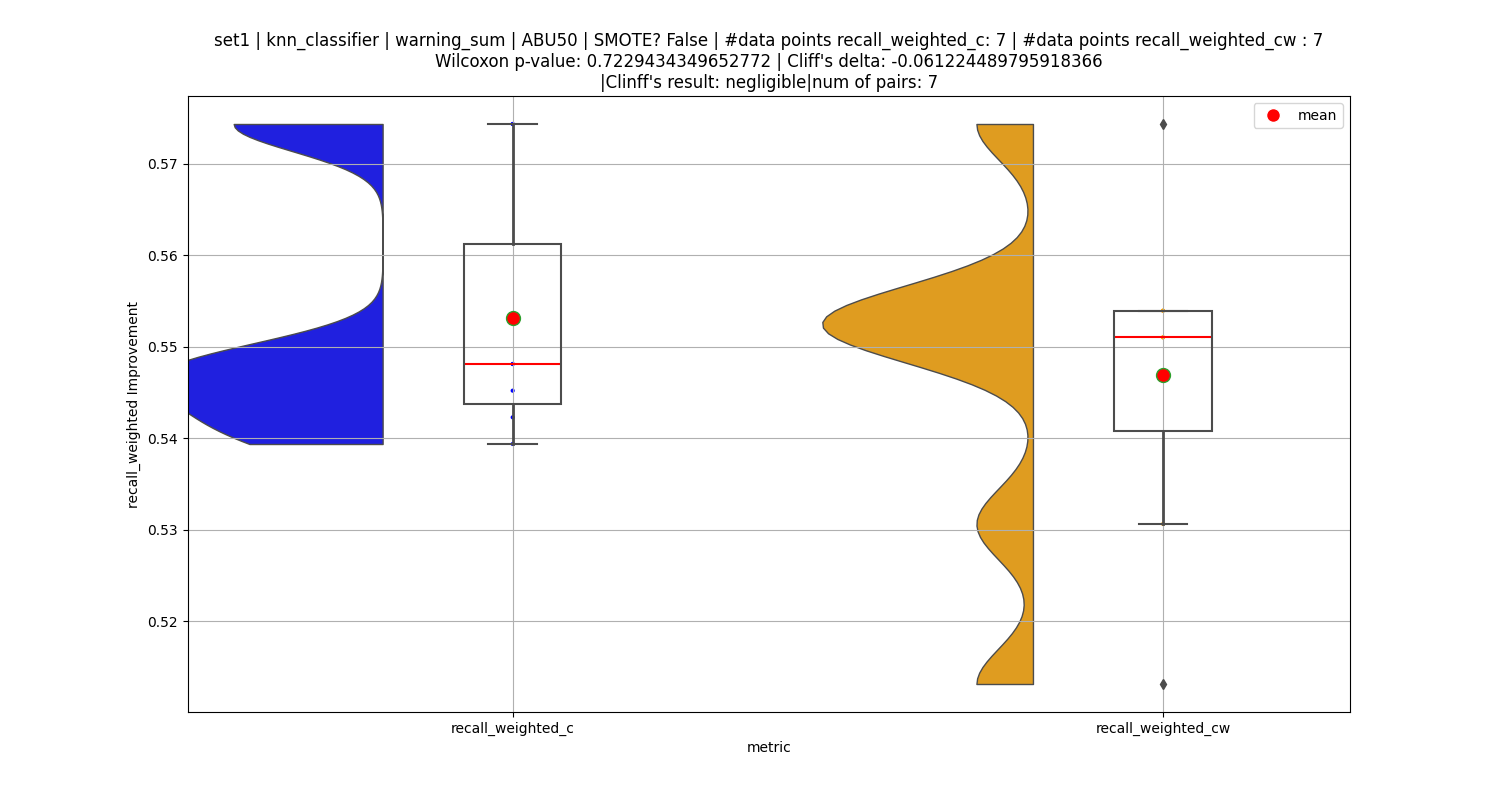 set1 | knn_classifier | warning_sum | ABU50 | SMOTE? False | #data points recall_weighted_c: 7 | #data points recall_weighted_cw : 7
Wilcoxon p-value: 0.7229434349652772 | Cliff's delta: -0.061224489795918366
|Clinff's result: negligible|num of pairs: 7
mean
0.57
0.56
0.55
0.54
0.53
0.52
recall_weighted Improvement
recall_weighted_c
recall_weighted_cw
metric